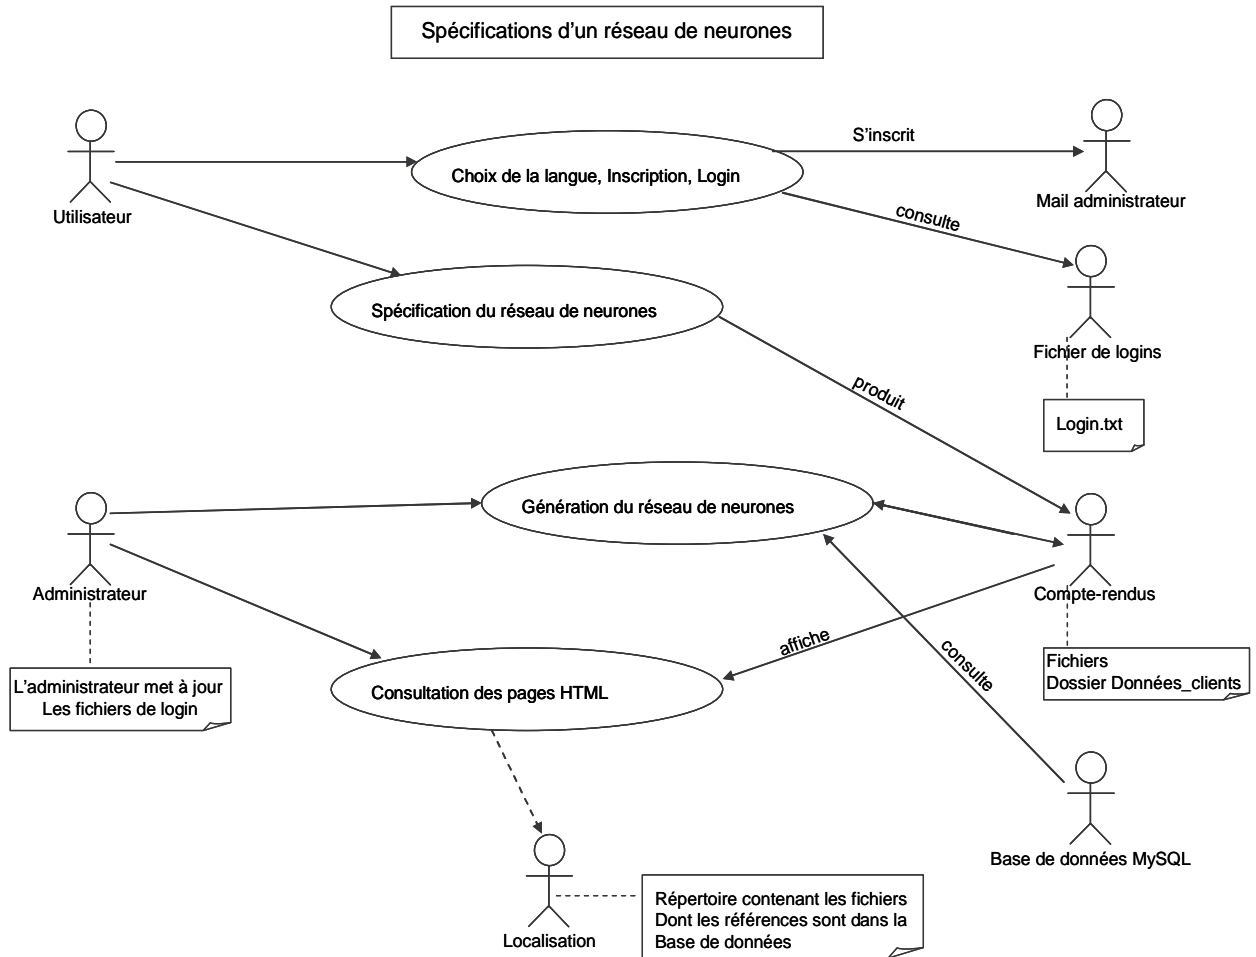 Spécifications d'un réseau de neurones
S'inscrit
Choix de la langue, Inscription, Login
Mail administrateur
Utilisateur
consulte
Spécification du réseau de neurones
Fichier de logins
produit
Login.txt
Génération du réseau de neurones
Administrateur
Compte-rendus
affiche
consulte
Fichiers
Dossier Données_clients
L'administrateur met à jour
Les fichiers de login
Consultation des pages HTML
Base de données MySQL
Répertoire contenant les fichiers
Dont les références sont dans la
Base de données
Localisation